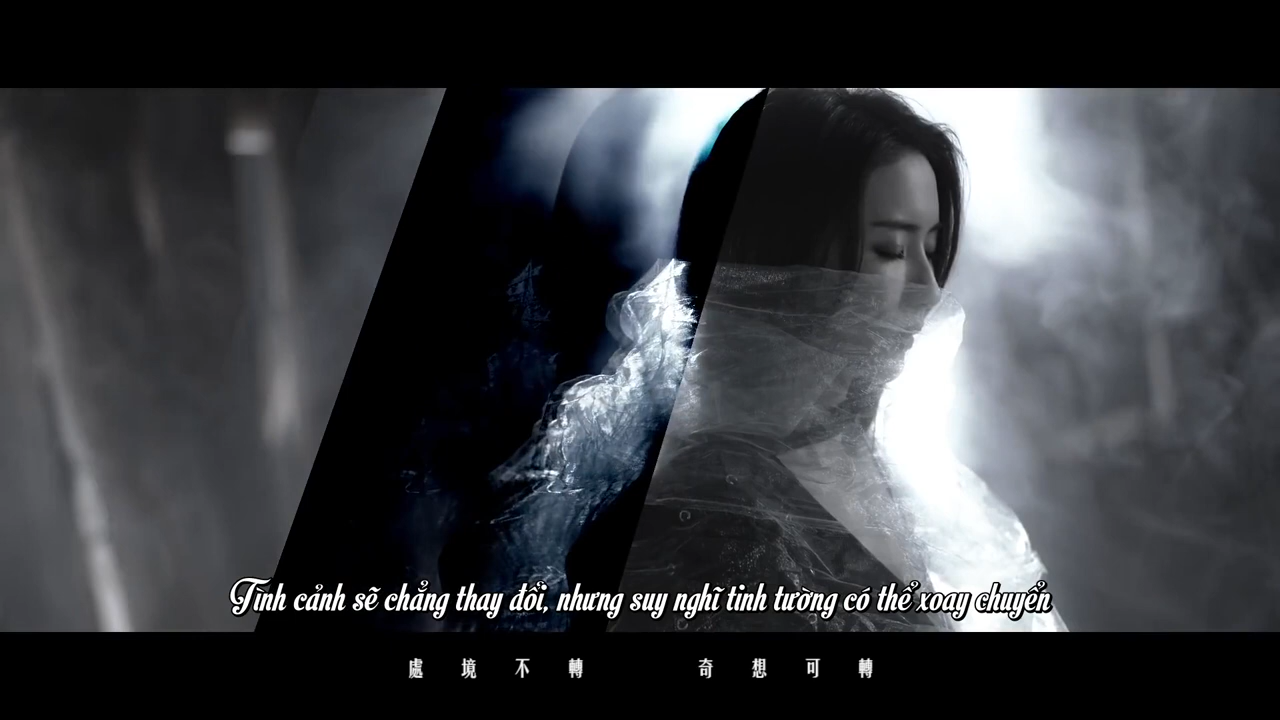 Tình cảnh sẽ chẳng thay đổi, nhưng suy nghĩ tinh tường có thể xoay chuyển
處境不轉 奇想可轉